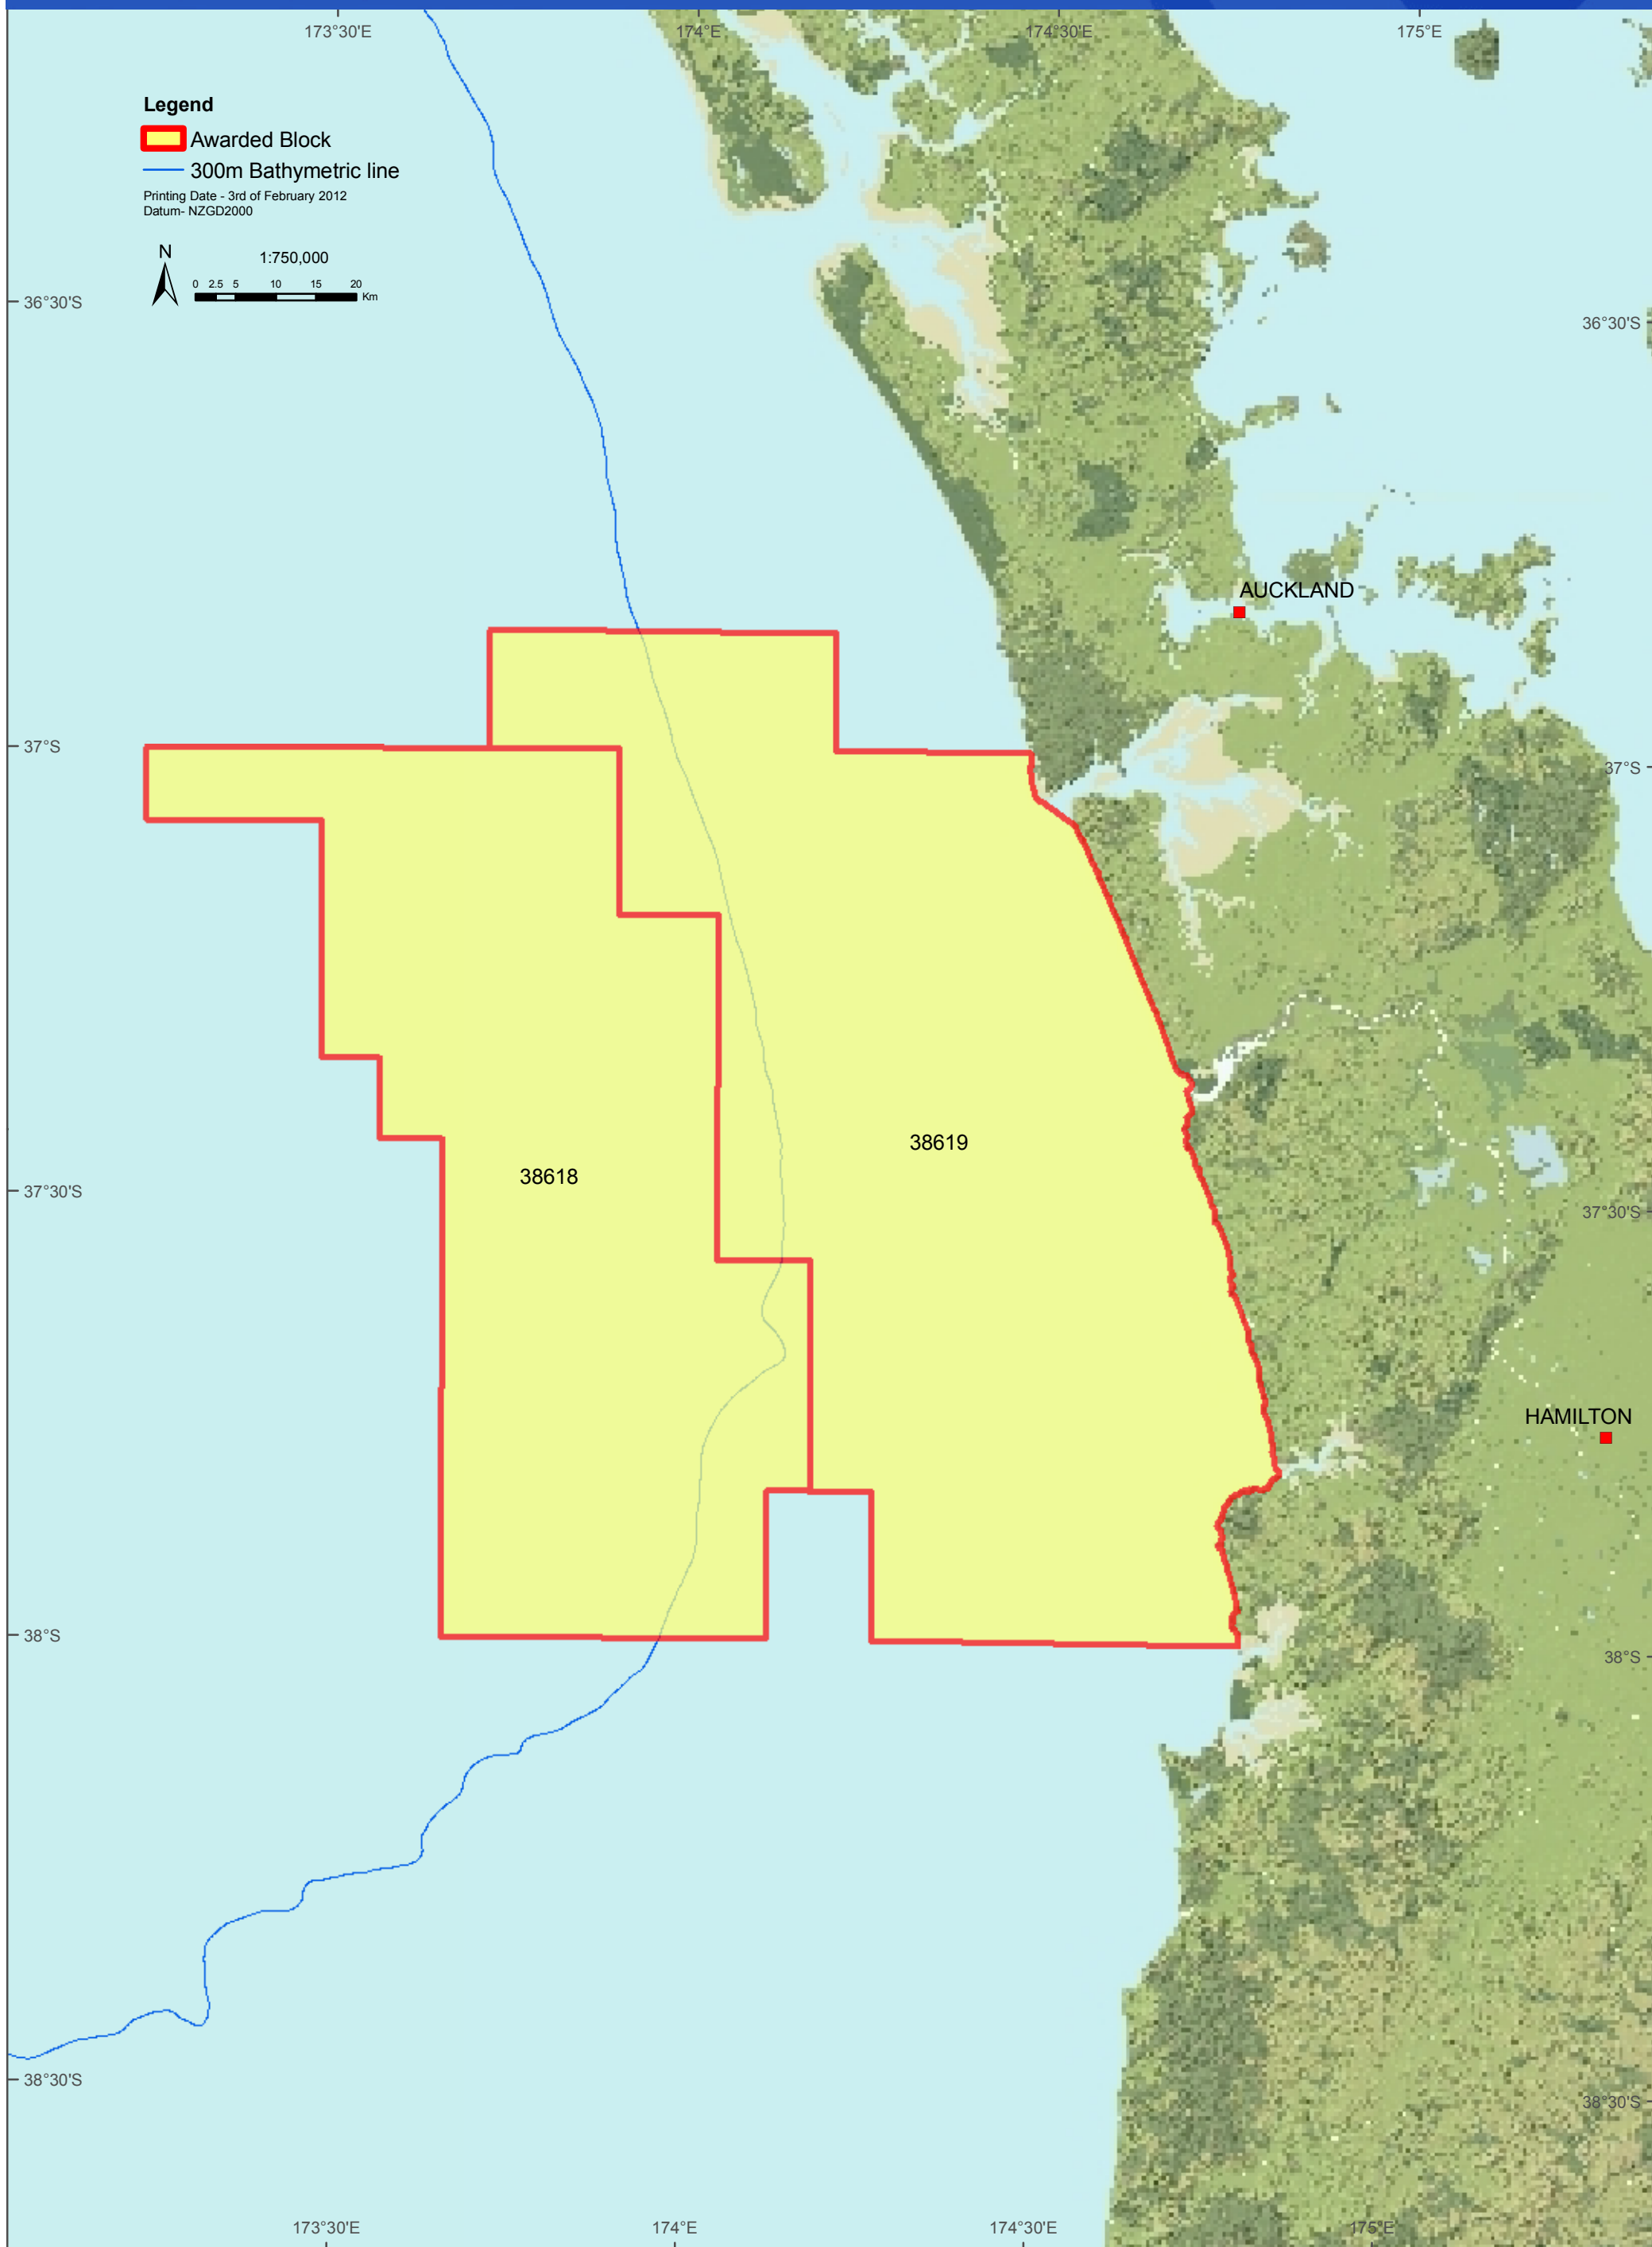 173°30'E 174°E 174°30'E 175°E
Legend
Awarded Block
300m Bathymetric line
Printing Date - 3rd of February 2012
Datum- NZGD2000
N
1:750,000
0 2.5 5 10 15 20
Km
36°30'S
36°30'S
AUCKLAND
37°S
37°S
38619
38618
37°30'S
37°30'S
HAMILTON
38°S
38°S
38°30'S
38°30'S
173°30'E 174°E 174°30'E 175°E